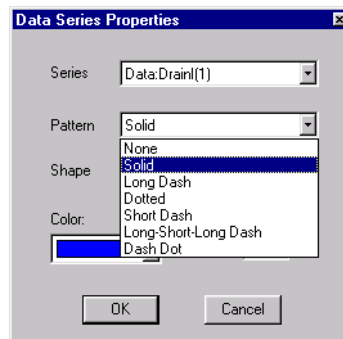 Data Series Properties
Series
Data:DrainI(1)
Pattern
Solid
None
Solid
Long Dash
Dotted
Short Dash
Long-Short-Long Dash
Dash Dot
Shape
Color:
OK
Cancel